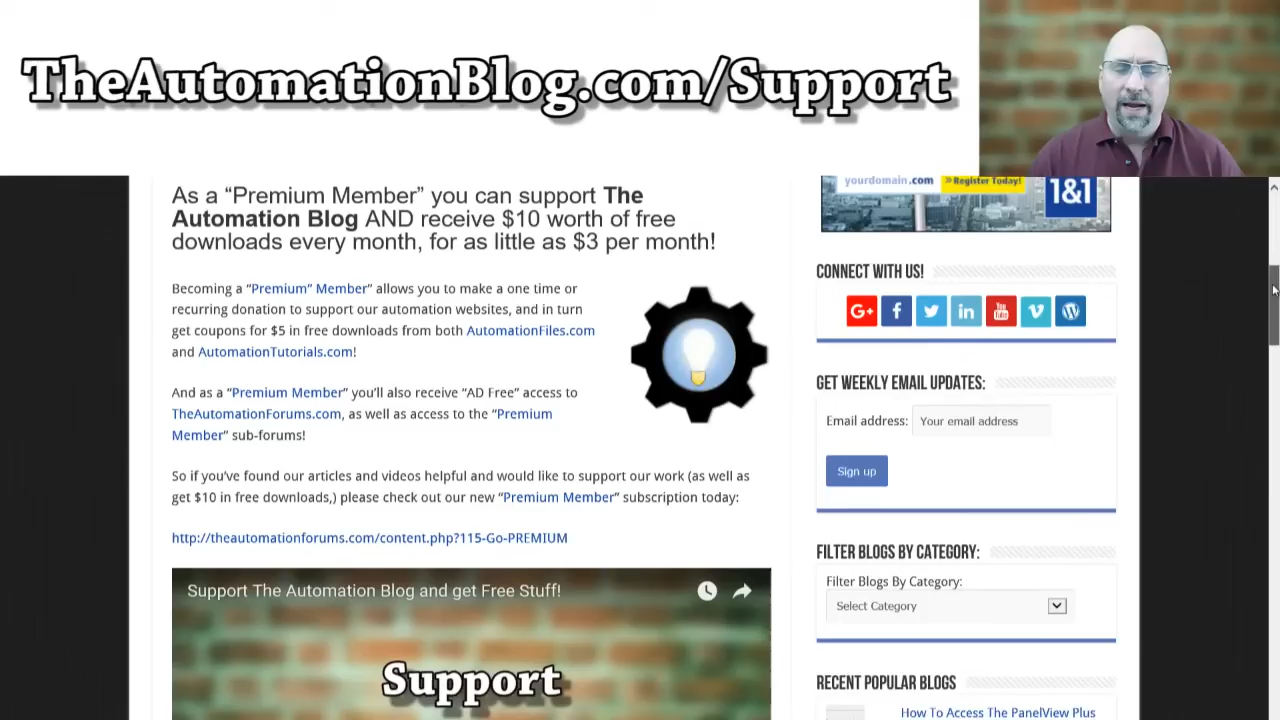 TheAutomationBlog.com/Support
As a “Premium Member” you can support The
Automation Blog AND receive $10 worth of free
downloads every month, for as little as $3 per month!
Becoming a “Premium” Member” allows you to make a one time or
recurring donation to support our automation websites, and in turn
get coupons for $5 in free downloads from both AutomationFiles.com
and AutomationTutorials.com!
And as a “Premium Member” you’ll also receive “AD Free” access to
TheAutomationForums.com, as well as access to the “Premium
Member” sub-forums!
So if you’ve found our articles and videos helpful and would like to support our work (as well as
get $10 in free downloads,) please check out our new “Premium Member” subscription today:
http://theautomationforums.com/content.php?115-Go-PREMIUM
Support The Automation Blog and get Free Stuff!
Support
yourdomain.com
» Register Today!
1&1
CONNECT WITH US!
G+
f
in
You
Tube
GET WEEKLY EMAIL UPDATES:
Email address: Your email address
Sign up
FILTER BLOGS BY CATEGORY:
Filter Blogs By Category:
Select Category
RECENT POPULAR BLOGS
How To Access The PanelView Plus